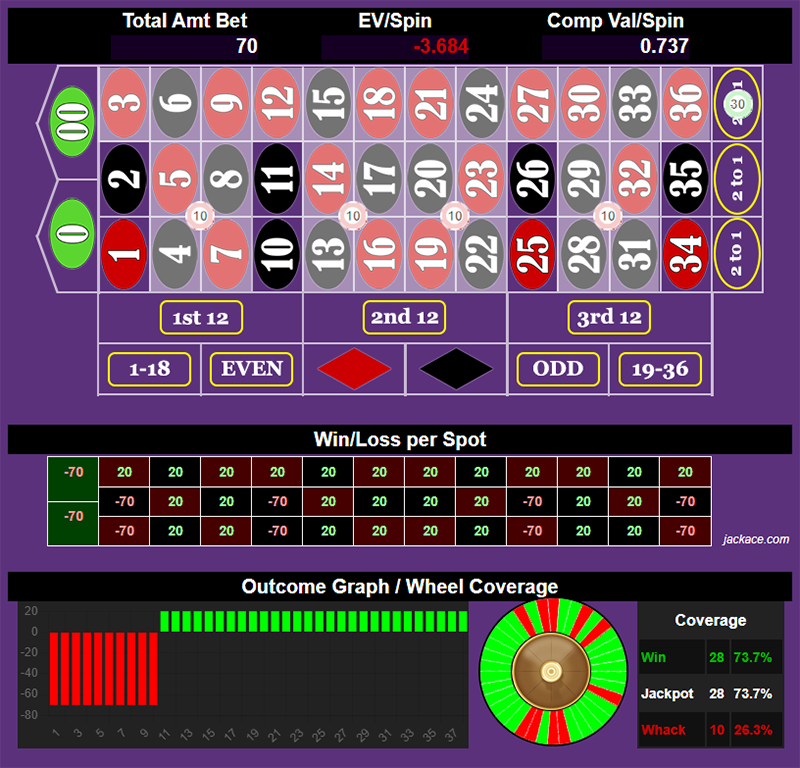 Total Amt Bet EV/Spin Comp Val/Spin
70 -3.684 0.737
00 3 6 9 12 15 18 21 24 27 30 33 36 30
2 5 8 11 14 17 20 23 26 29 32 35 2 to 1
10 10 10 10
0 1 4 7 10 13 16 19 22 25 28 31 34 2 to 1
1st 12 2nd 12 3rd 12
1-18 EVEN ODD 19-36
Win/Loss per Spot
-70 20 20 20 20 20 20 20 20 20 20 20 20
-70 20 20 -70 20 20 20 20 -70 20 20 -70
-70
-70 20 20 -70 20 20 20 20 -70 20 20 -70
jackace.com
Outcome Graph / Wheel Coverage
20
0
-20
-40
-60
-80
1 3 5 7 9 11 13 15 17 19 21 23 25 27 29 31 33 35 37
Coverage
Win 28 73.7%
Jackpot 28 73.7%
Whack 10 26.3%